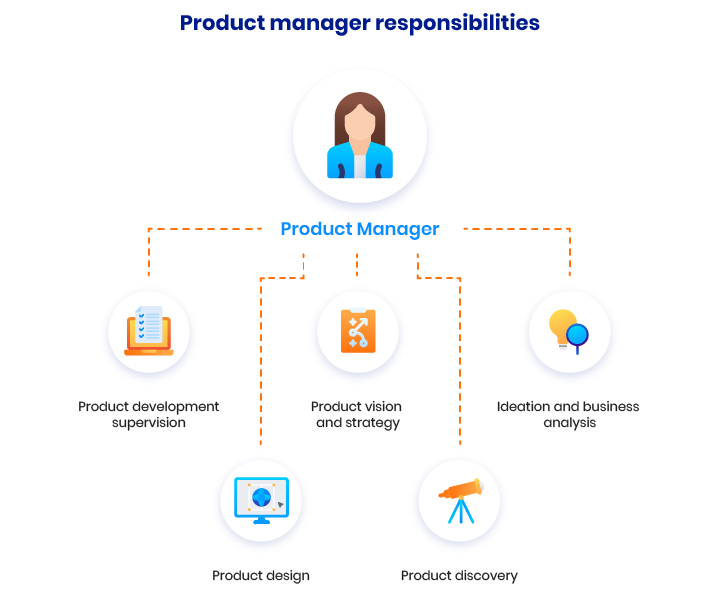 Product manager responsibilities
Product Manager
Product development
supervision
Product vision
and strategy
Ideation and business
analysis
Product design
Product discovery